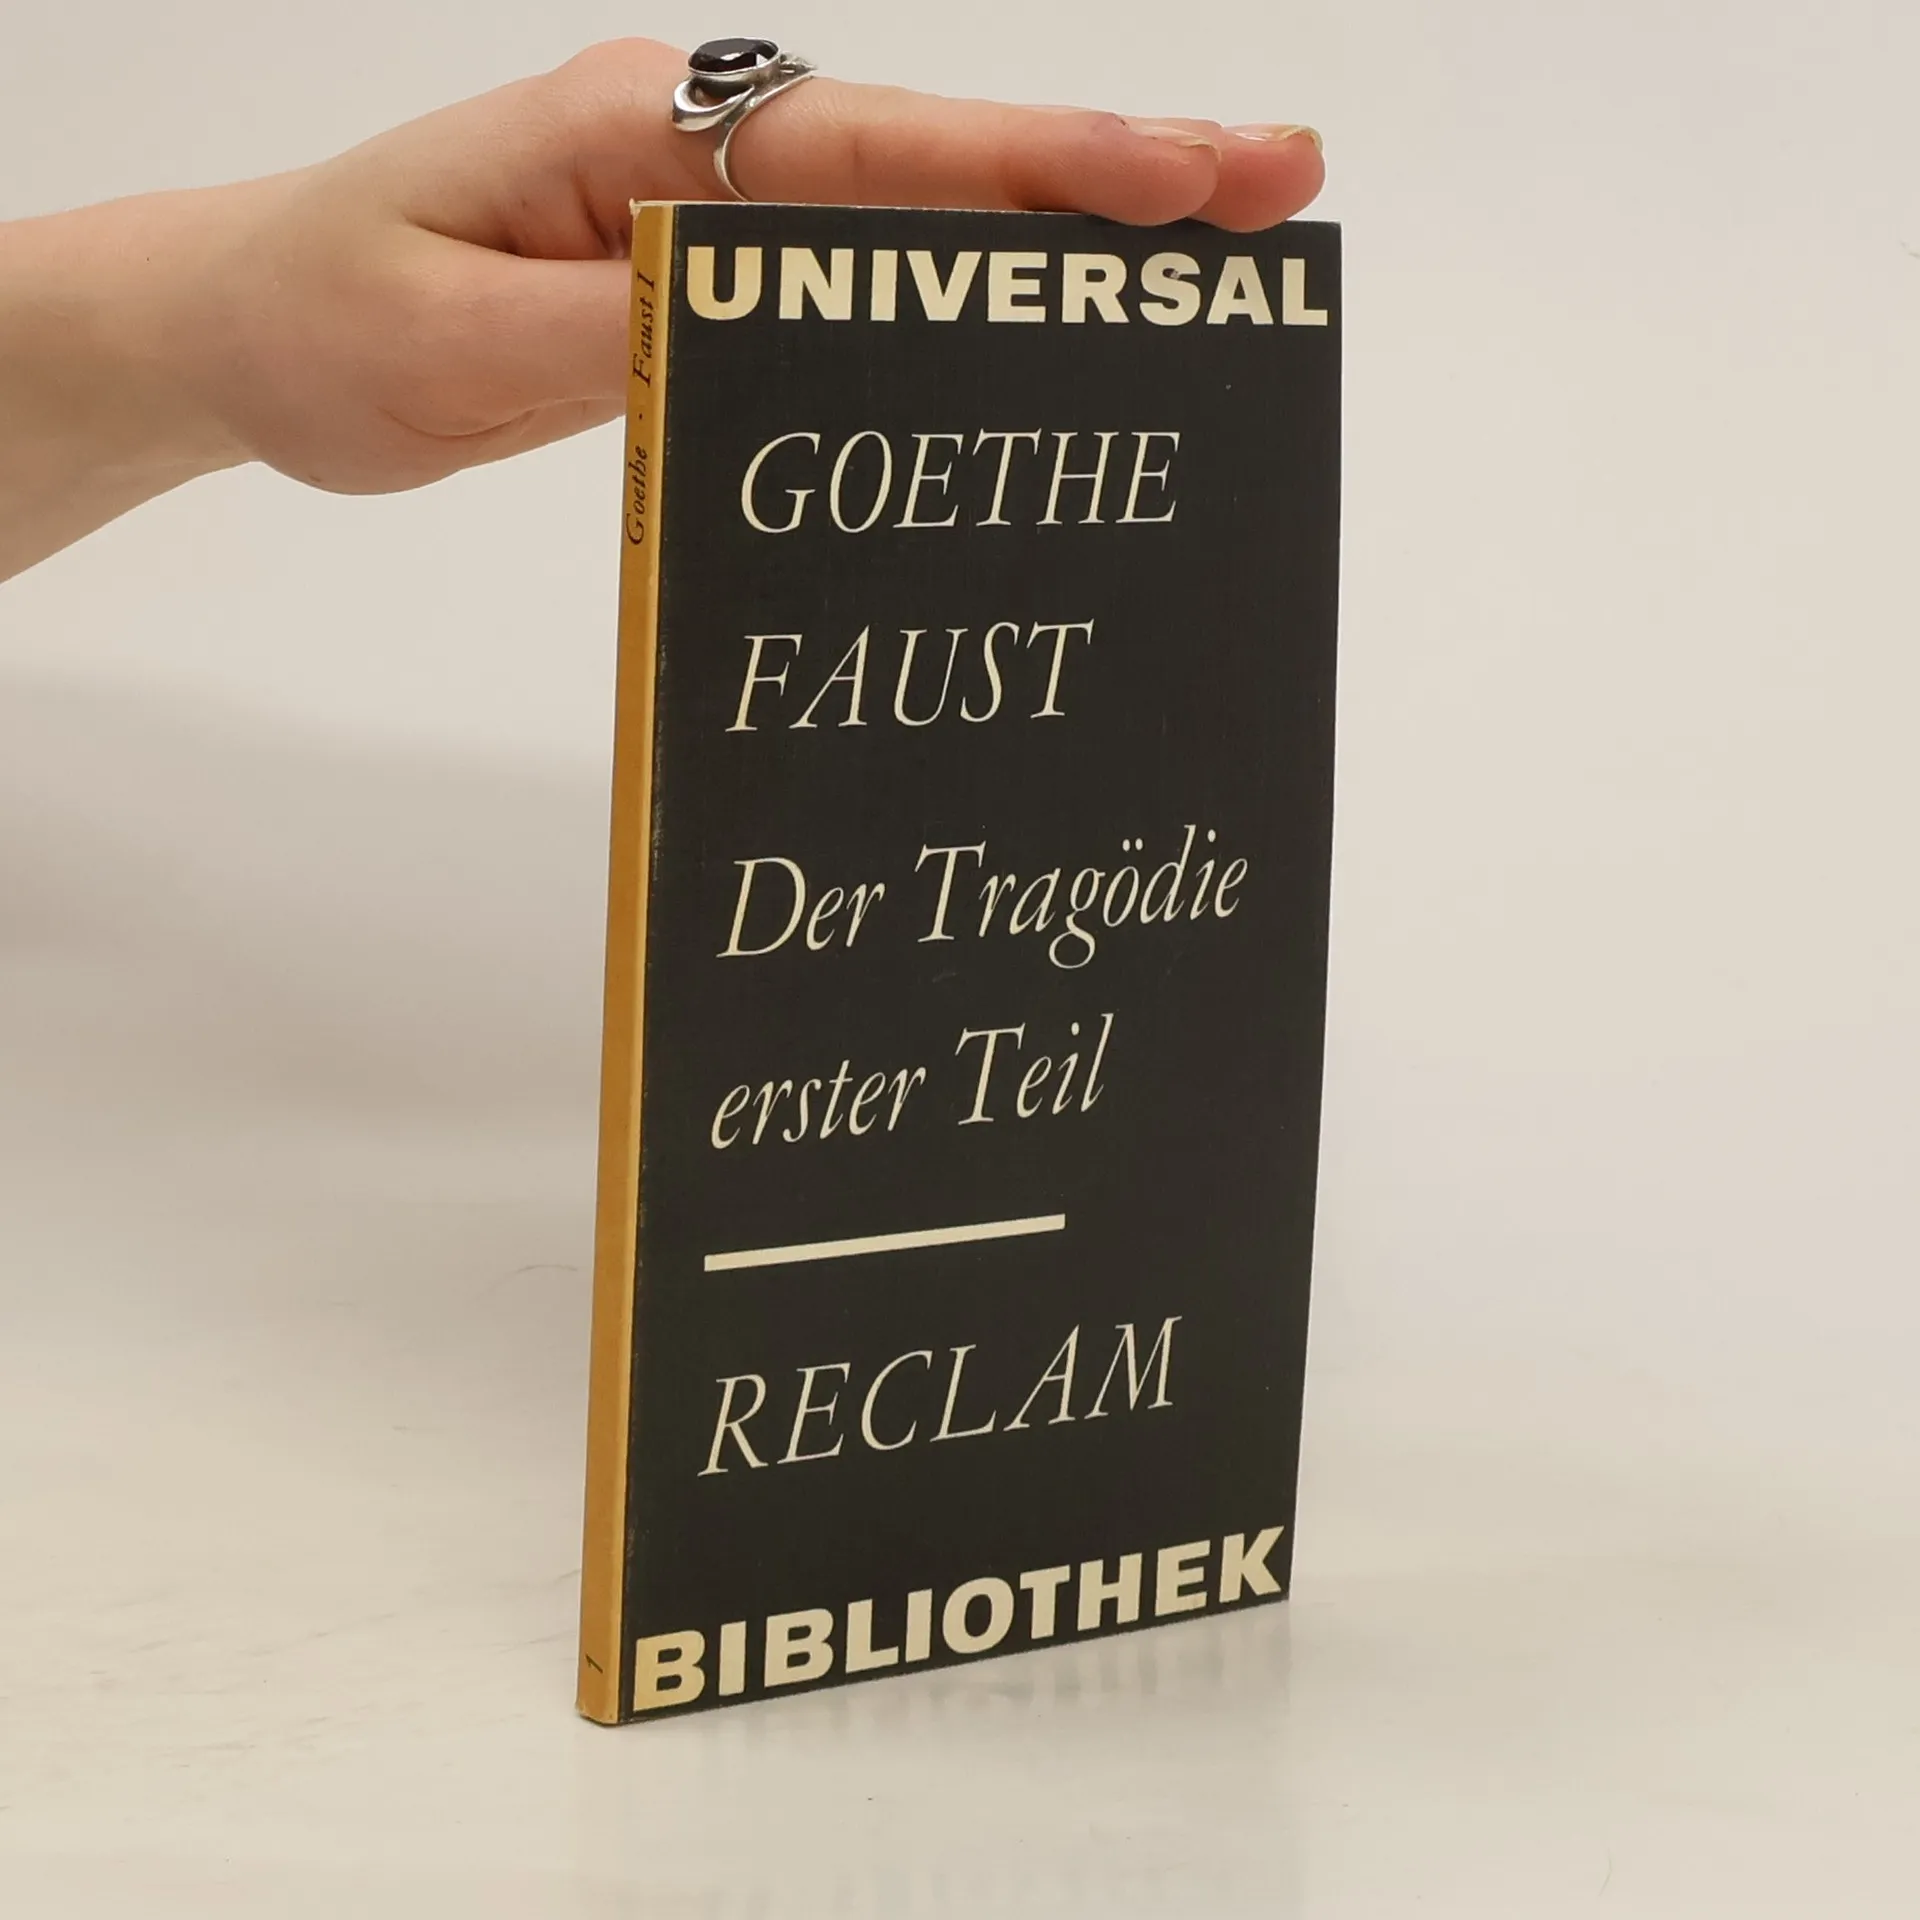 UNIVERSAL
GOETHE
FAUST
Der Tragödie
erster Teil
RECLAM
BIBLIOTHEK
Goethe · Faust I
1